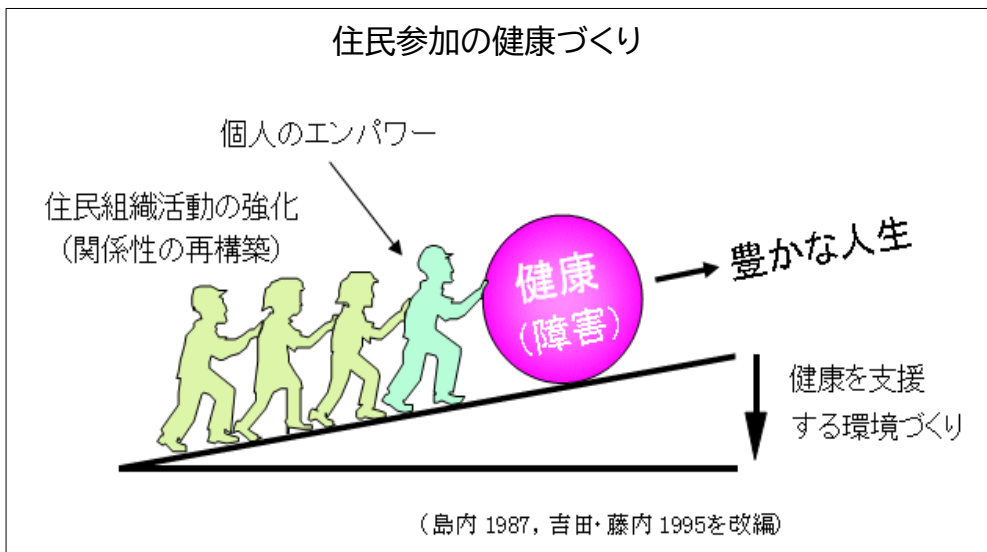 住民参加の健康づくり
個人のエンパワー
住民組織活動の強化
(関係性の再構築)
健康
(障害)
豊かな人生
健康を支援
する環境づくり
(島内 1987, 吉田・藤内 1995を改編)